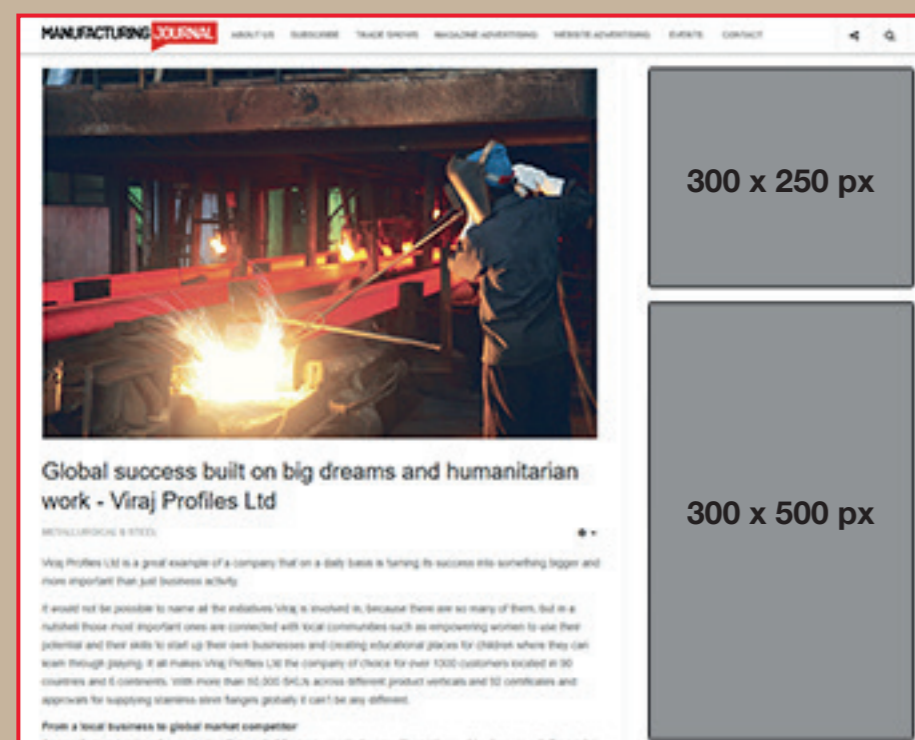 MANUFACTURING JOURNAL ABOUT US SUBSCRIBE TRADE SHOWS MAGAZINE ADVERTISING WEBSITE ADVERTISING EVENTS CONTACT
300 x 250 px
300 x 500 px
Global success built on big dreams and humanitarian
work - Viraj Profiles Ltd
METALLURGICAL & STEEL
Viraj Profiles Ltd is a great example of a company that on a daily basis is turning its success into something bigger and
more important than just business activity.
It would not be possible to name all the initiatives Viraj is involved in, because there are so many of them, but in a
nutshell those most important ones are connected with local communities such as empowering women to use their
potential and their skills to start up their own businesses and creating educational places for children where they can
learn through playing. It all makes Viraj Profiles Ltd the company of choice for over 1000 customers located in 90
countries and 6 continents. With more than 50,000 SKUs across different product verticals and 50 certificates and
approvals for supplying stainless steel flanges globally it can't be any different.
From a local business to global market competitor